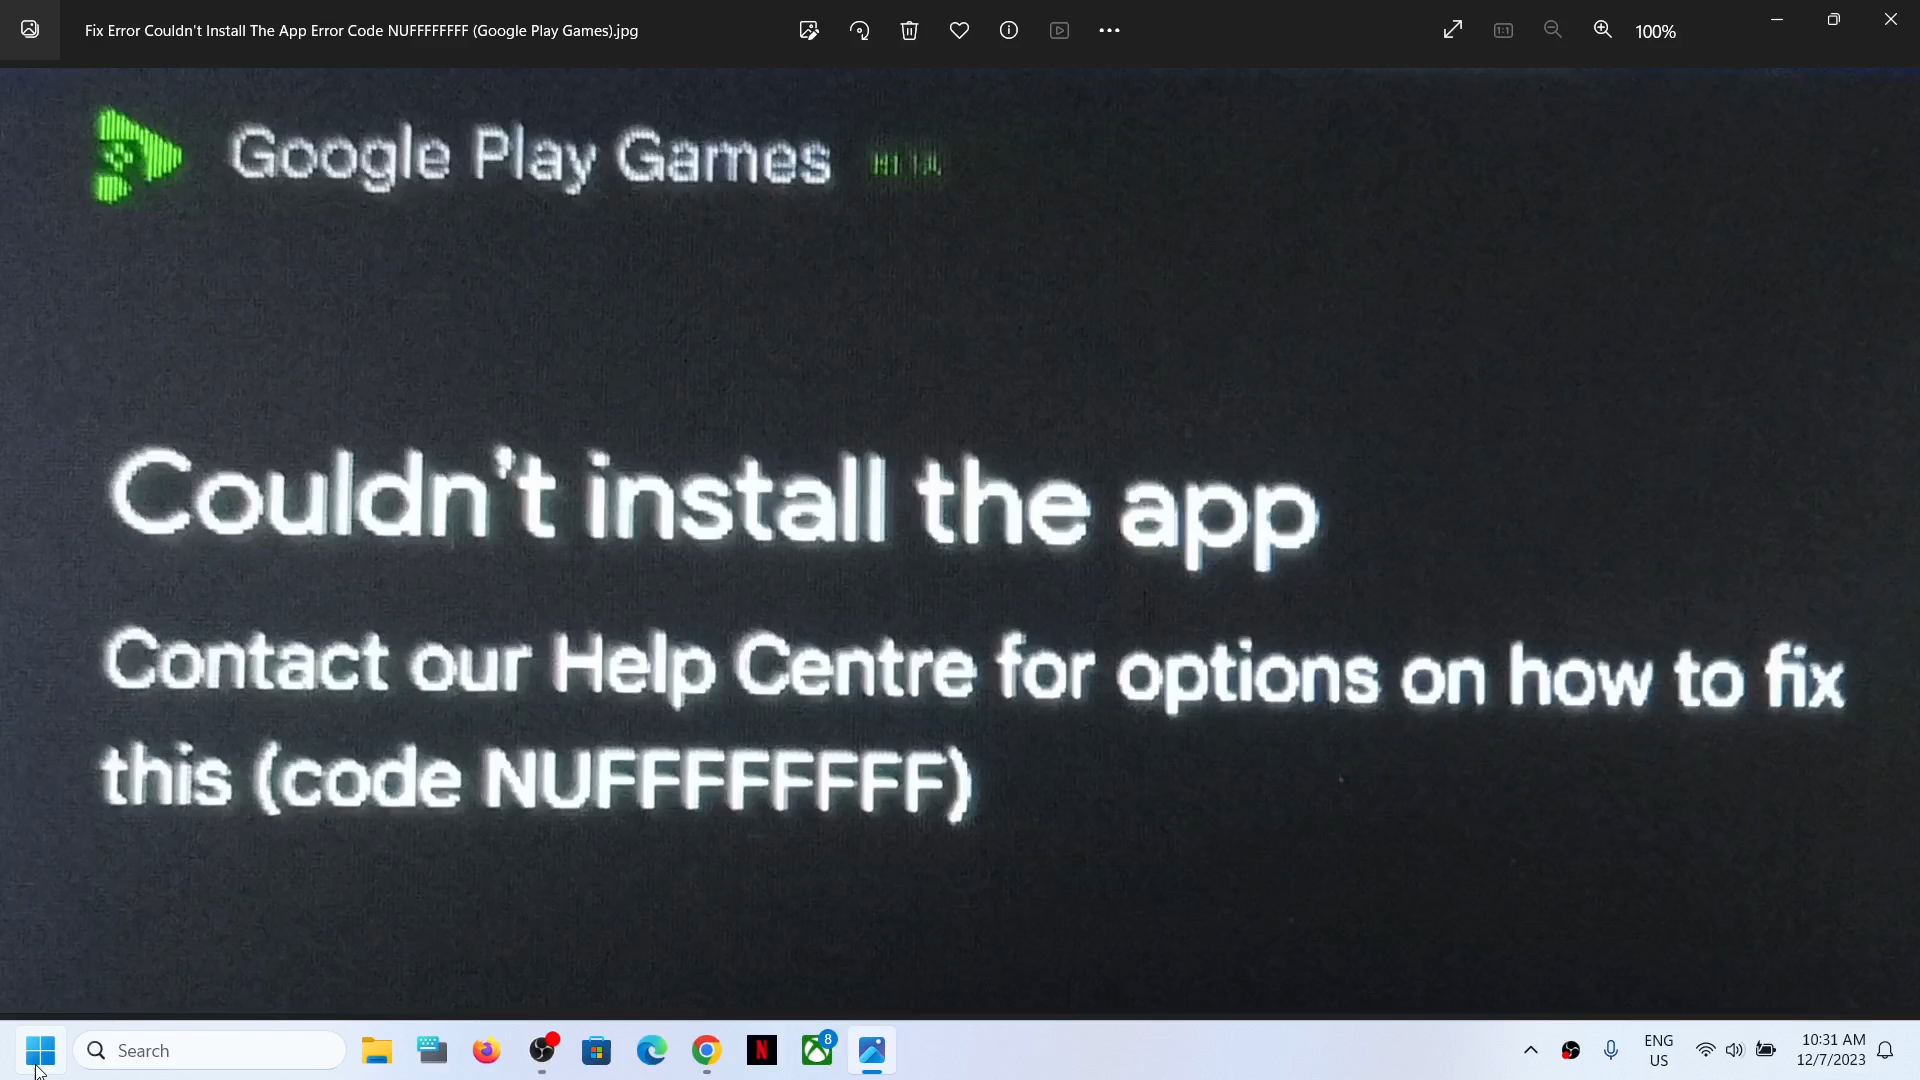 Fix Error Couldn't Install The App Error Code NUFFFFFFFF (Google Play Games).jpg
100%
Google Play Games BETA
Couldn't install the app
Contact our Help Centre for options on how to fix
this (code NUFFFFFFFF)
Search
8
ENG
US
10:31 AM
12/7/2023